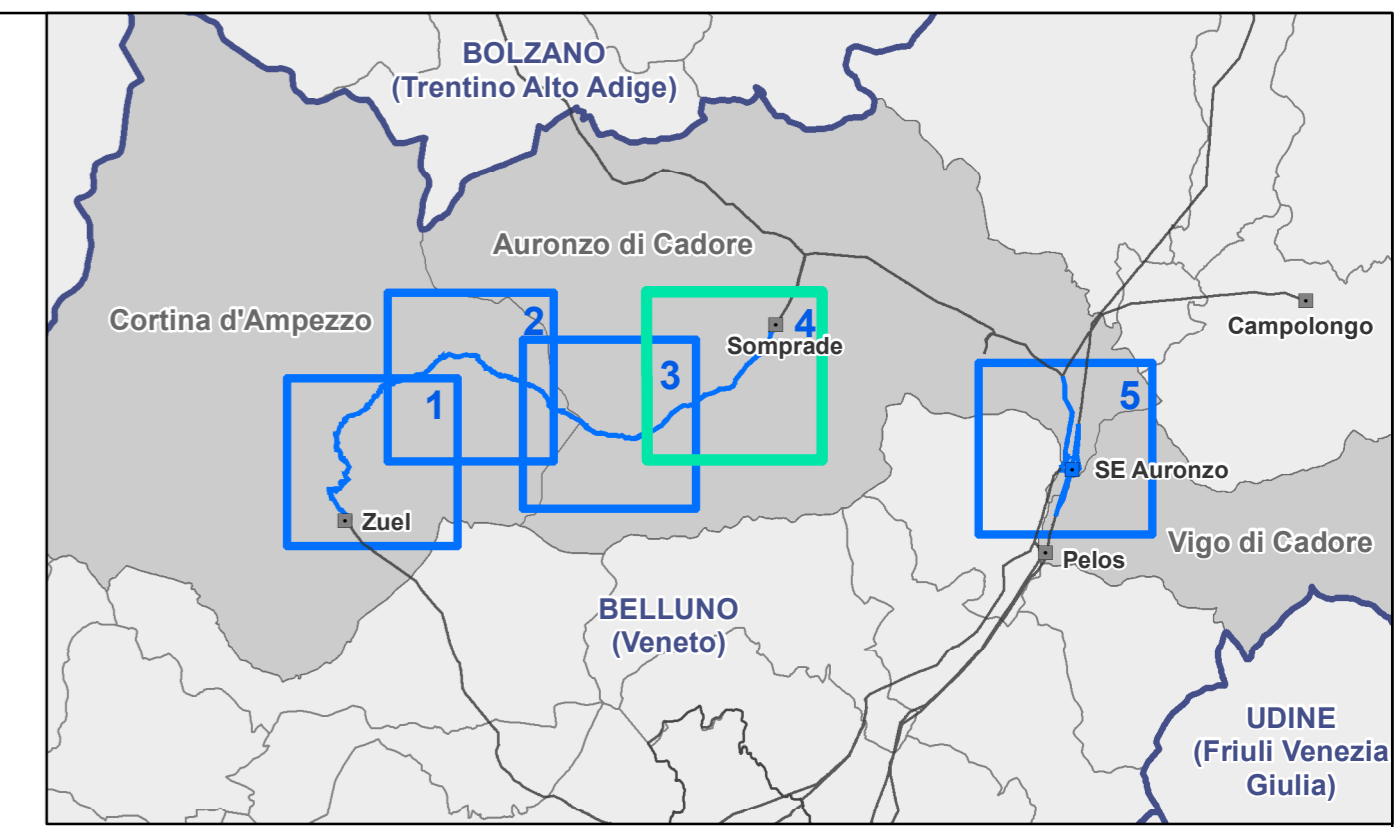 BOLZANO
(Trentino Alto Adige)
Auronzo di Cadore
Cortina d'Ampezzo
2
4
Campolongo
Somprade
3
1
5
SE Auronzo
Zuel
Vigo di Cadore
Pelos
BELLUNO
(Veneto)
UDINE
(Friuli Venezia
Giulia)